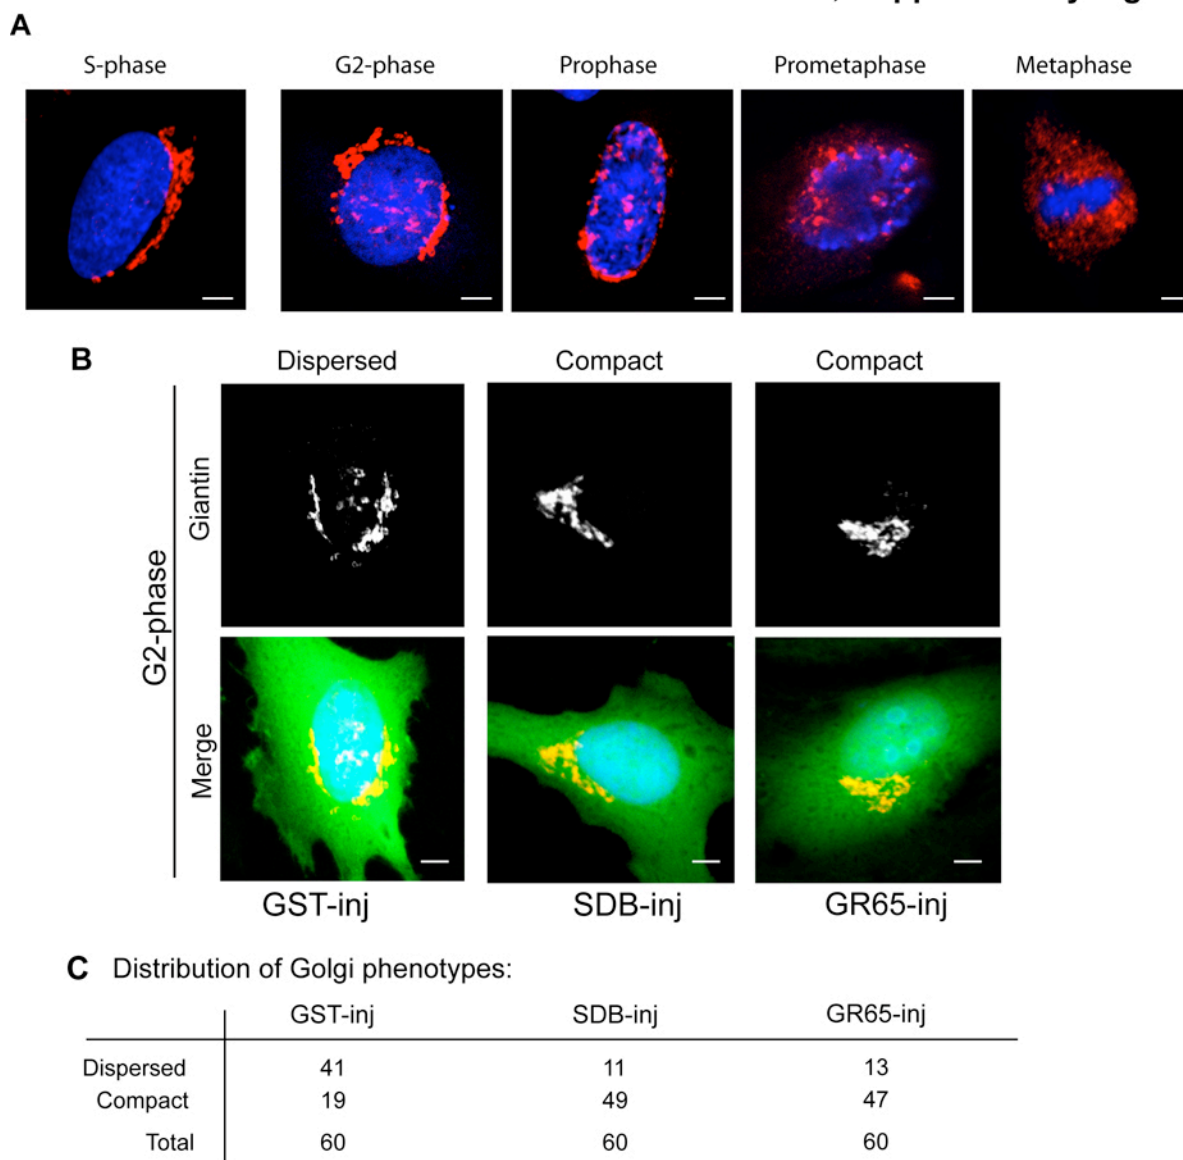 A
S-phase G2-phase Prophase Prometaphase Metaphase
B
Dispersed Compact Compact
G2-phase
Giantin
Merge
GST-inj SDB-inj GR65-inj
C Distribution of Golgi phenotypes:
GST-inj SDB-inj GR65-inj
Dispersed 41 11 13
Compact 19 49 47
Total 60 60 60